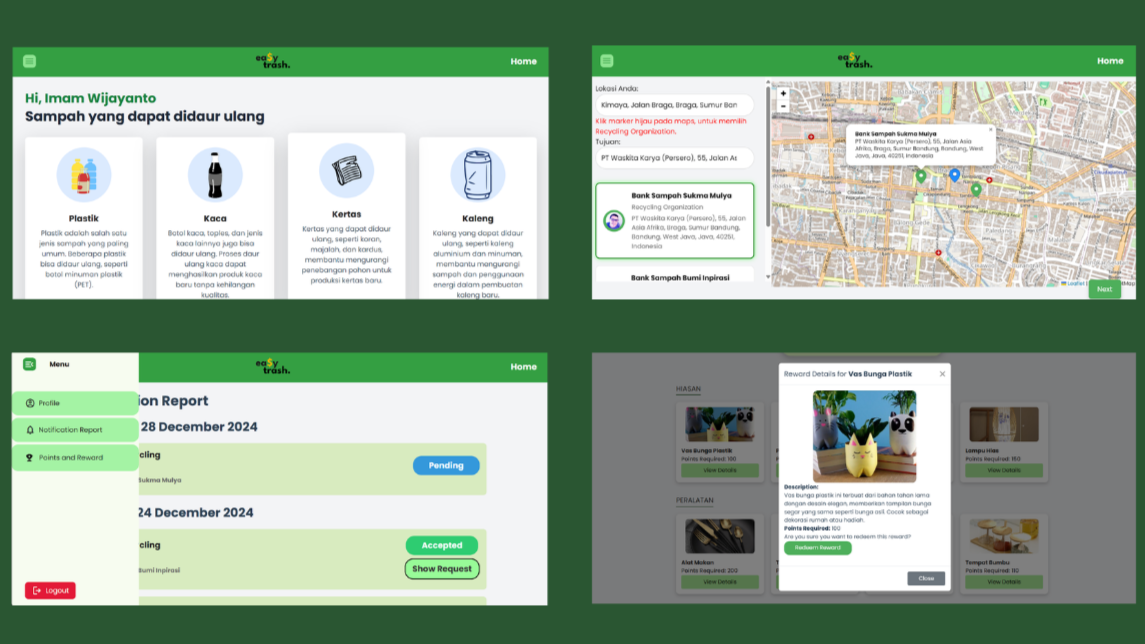 ea$y
trash.
Home
Hi, Imam Wijayanto
Sampah yang dapat didaur ulang
Plastik
Plastik adalah salah satu
jenis sampah yang paling
umum. Beberapa plastik
bisa didaur ulang, seperti
botol minuman plastik
(PET).
Kaca
Botol kaca, toples, dan jenis
kaca lainnya juga bisa
didaur ulang. Proses daur
ulang kaca dapat
menghasilkan produk kaca
baru tanpa kehilangan
kualitas.
Kertas
Kertas yang dapat didaur
ulang, seperti koran,
majalah, dan kardus,
membantu mengurangi
penebangan pohon untuk
produksi kertas baru.
Kaleng
Kaleng yang dapat didaur
ulang, seperti kaleng
aluminium dan minuman,
membantu mengurangi
sampah dan penggunaan
energi dalam pembuatan
kaleng baru.
ea$y
trash.
Home
Lokasi Anda:
Kimaya, Jalan Braga, Braga, Sumur Ban
Klik marker hijau pada maps, untuk memilih
Recycling Organization.
Tujuan:
PT Waskita Karya (Persero), 55, Jalan As
Bank Sampah Sukma Mulya
Recycling Organization
PT Waskita Karya (Persero), 55, Jalan
Asia Afrika, Braga, Sumur Bandung,
Bandung, West Java, Java, 40251,
Indonesia
Bank Sampah Bumi Inpirasi
+
-
Bank Sampah Sukma Mulya
PT Waskita Karya (Persero), 55, Jalan Asia
Afrika, Braga, Sumur Bandung, Bandung, West
Java, Java, 40251, Indonesia
Leaflet
Next
Menu
Profile
Notification Report
Points and Reward
Logout
ea$y
trash.
Home
ion Report
28 December 2024
cling
Pending
Sukma Mulya
24 December 2024
cling
Accepted
Show Request
Bumi Inpirasi
HIASAN
Vas Bunga Plastik
Points Required: 100
View Details
Lampu Hias
Points Required: 150
View Details
PERALATAN
Alat Makan
Points Required: 200
View Details
Tempat Bumbu
Points Required: 110
View Details
Reward Details for Vas Bunga Plastik
Description:
Vas bunga plastik ini terbuat dari bahan tahan lama
dengan desain elegan, memberikan tampilan bunga
segar yang sama seperti bunga asli. Cocok sebagai
dekorasi rumah atau hadiah.
Points Required: 100
Are you sure you want to redeem this reward?
Redeem Reward
Close